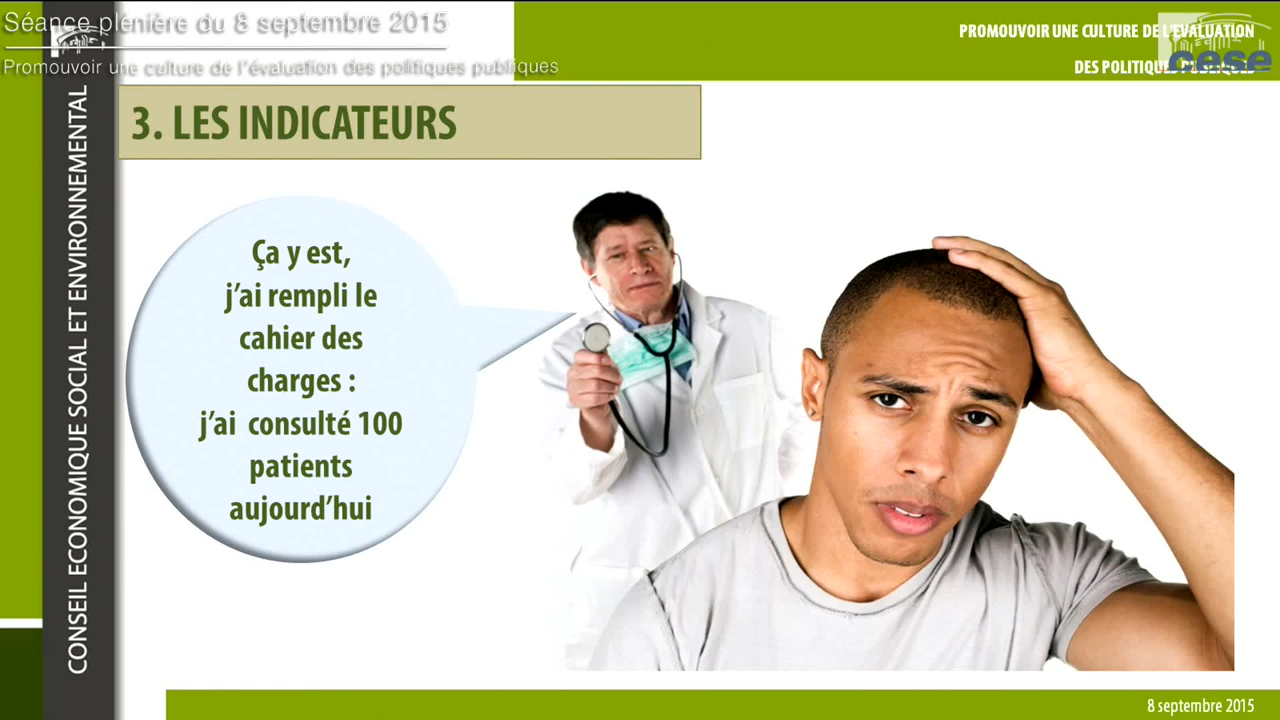 Séance plénière du 8 septembre 2015
Promouvoir une culture de l'évaluation des politiques publiques
PROMOUVOIR UNE CULTURE DE L'ÉVALUATION
DES POLITIQUES PUBLIQUES
cese
CONSEIL ECONOMIQUE SOCIAL ET ENVIRONNEMENTAL
3. LES INDICATEURS
Ça y est,
j'ai rempli le
cahier des
charges :
j'ai consulté 100
patients
aujourd'hui
8 septembre 2015